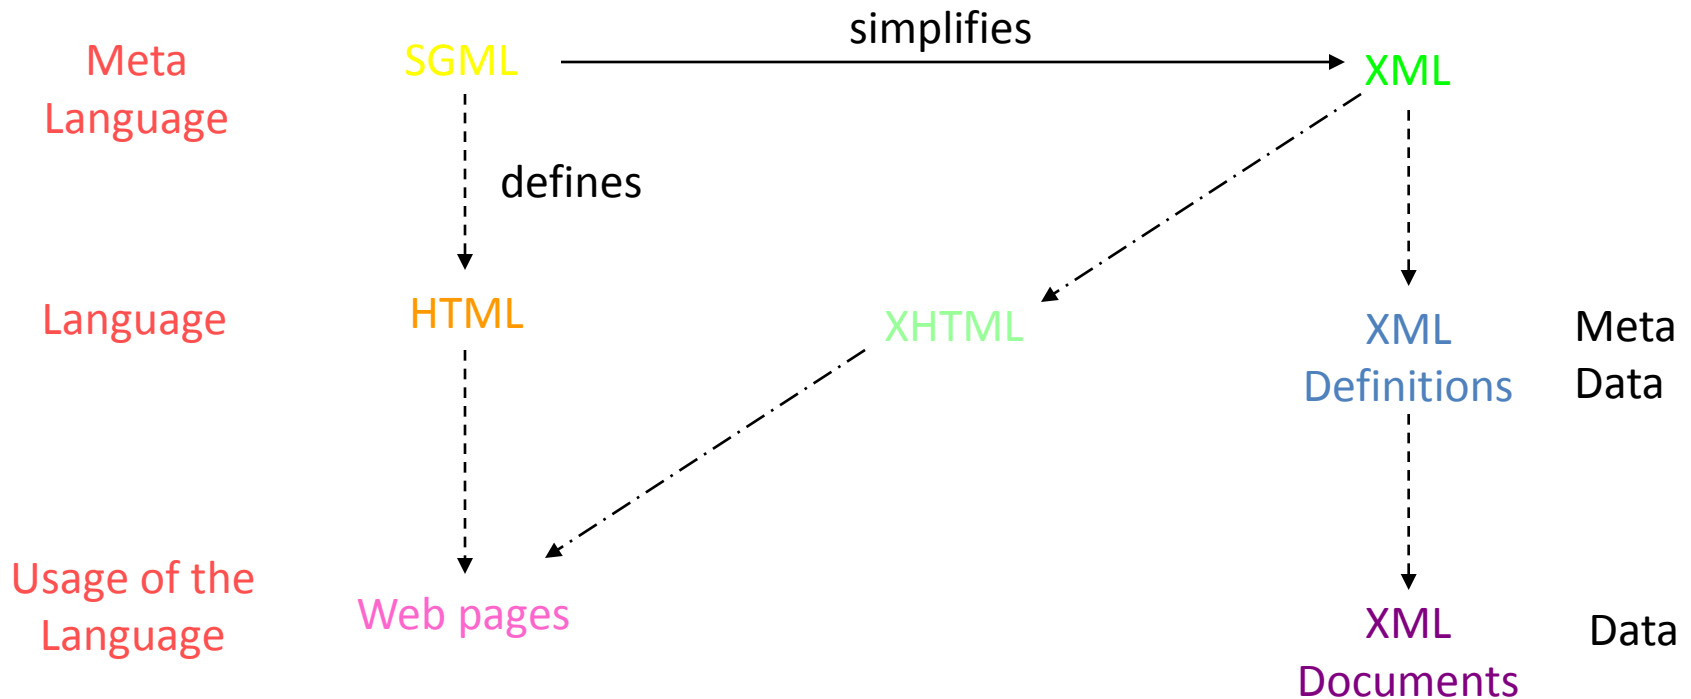 simplifies
Meta
Language
SGML
XML
defines
Language
HTML
XHTML
XML
Definitions
Meta
Data
Usage of the
Language
Web pages
XML
Documents
Data